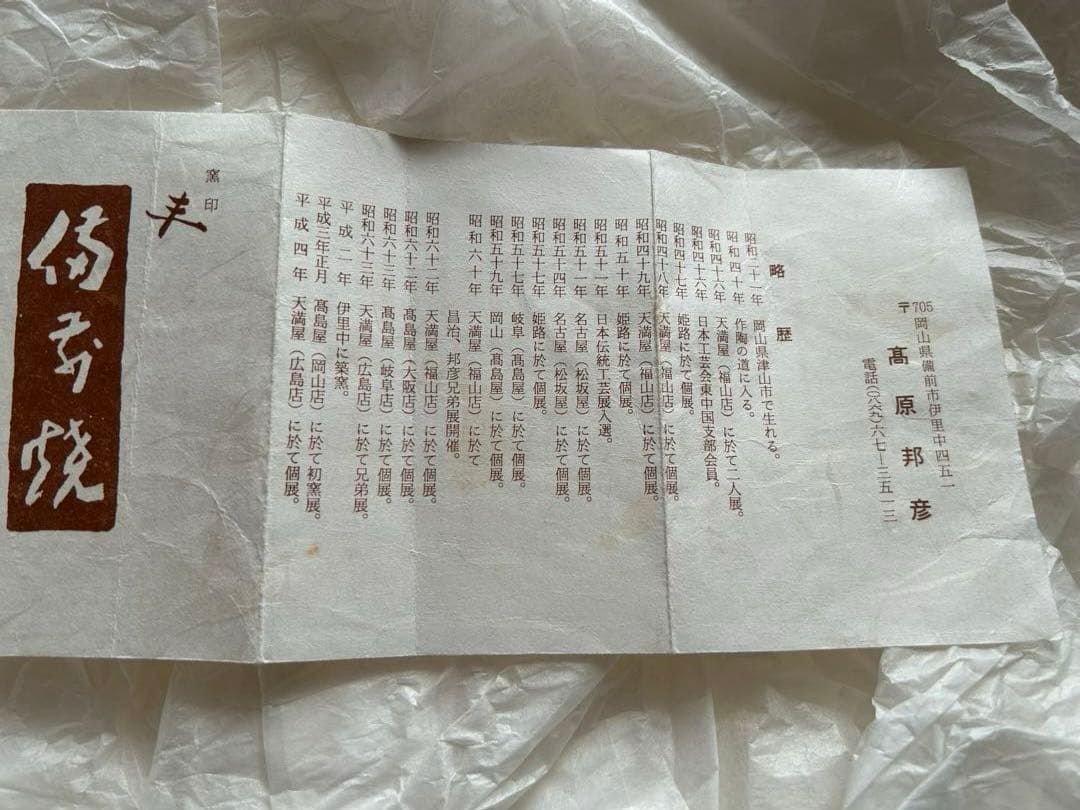 〒705 岡山県備前市伊里中四五一
髙原邦彦
電話(〇八六九)六七―三五一三
略歴
昭和二十一年 岡山県津山市で生れる。
昭和四十年 作陶の道に入る。
昭和四十六年 天満屋(福山店)に於て二人展。
昭和四十六年 日本工芸会東中国支部会員。
昭和四十七年 姫路に於て個展。
昭和四十八年 天満屋(福山店)に於て個展。
昭和四十九年 天満屋(福山店)に於て個展。
昭和五十年 姫路に於て個展。
昭和五十一年 日本伝統工芸展入選。
昭和五十一年 名古屋(松坂屋)に於て個展。
昭和五十四年 名古屋(松坂屋)に於て個展。
昭和五十七年 姫路に於て個展。
昭和五十七年 岐阜(髙島屋)に於て個展。
昭和五十九年 岡山(髙島屋)に於て個展。
昭和六十年 天満屋(福山店)に於て
昌治、邦彦兄弟展開催。
昭和六十二年 天満屋(福山店)に於て個展。
昭和六十二年 髙島屋(大阪店)に於て個展。
昭和六十三年 髙島屋(岐阜店)に於て個展。
昭和六十三年 天満屋(広島店)に於て兄弟展。
平成二年 伊里中に築窯。
平成三年正月 髙島屋(岡山店)に於て初窯展。
平成四年 天満屋(広島店)に於て個展。
窯印
備前焼